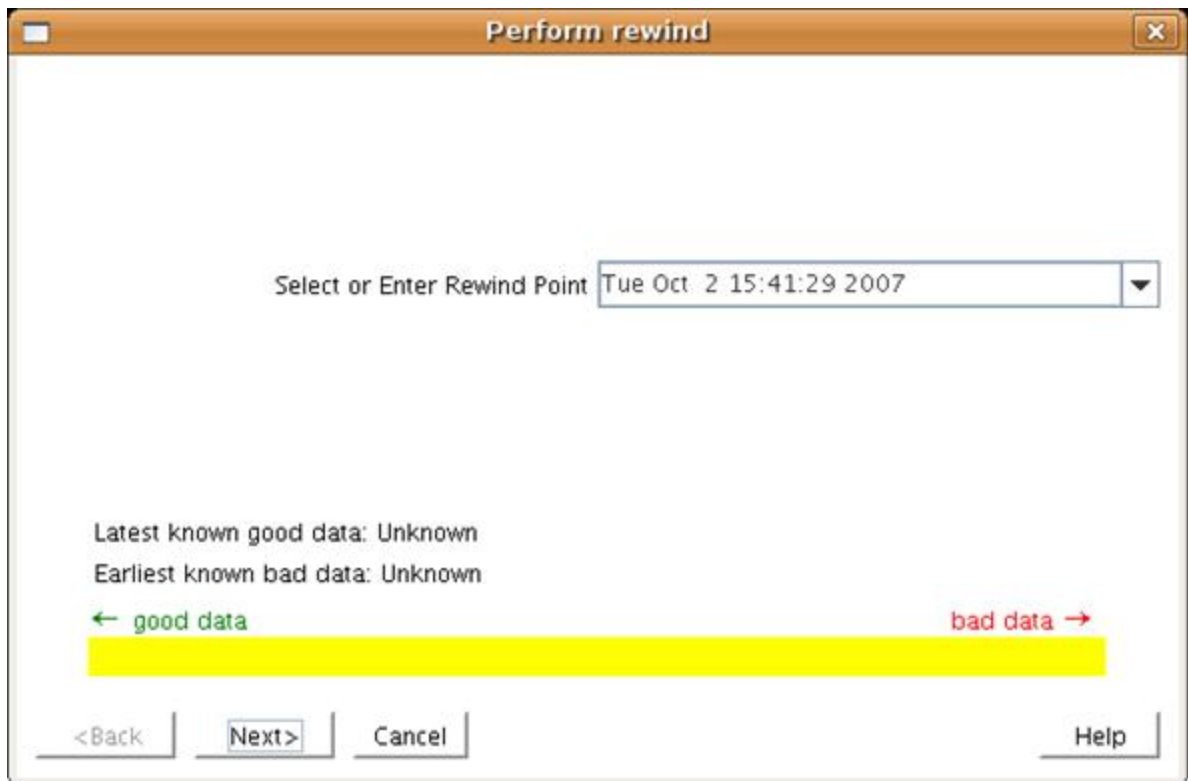 Perform rewind
Select or Enter Rewind Point Tue Oct  2 15:41:29 2007
Latest known good data: Unknown
Earliest known bad data: Unknown
← good data bad data →
<Back Next> Cancel Help